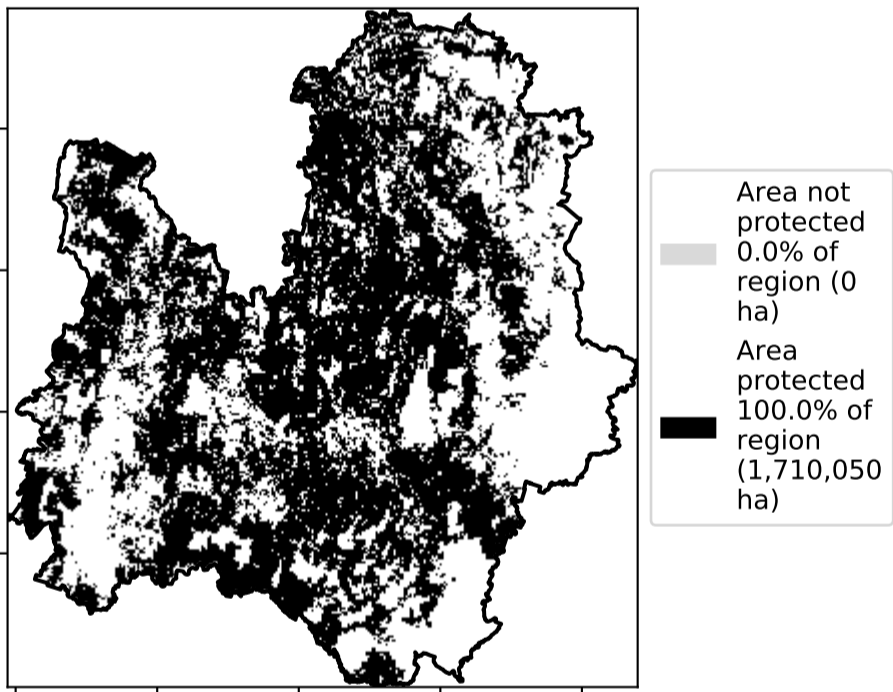 Area not
protected
0.0% of
region (0
ha)
Area
protected
100.0% of
region
(1,710,050
ha)